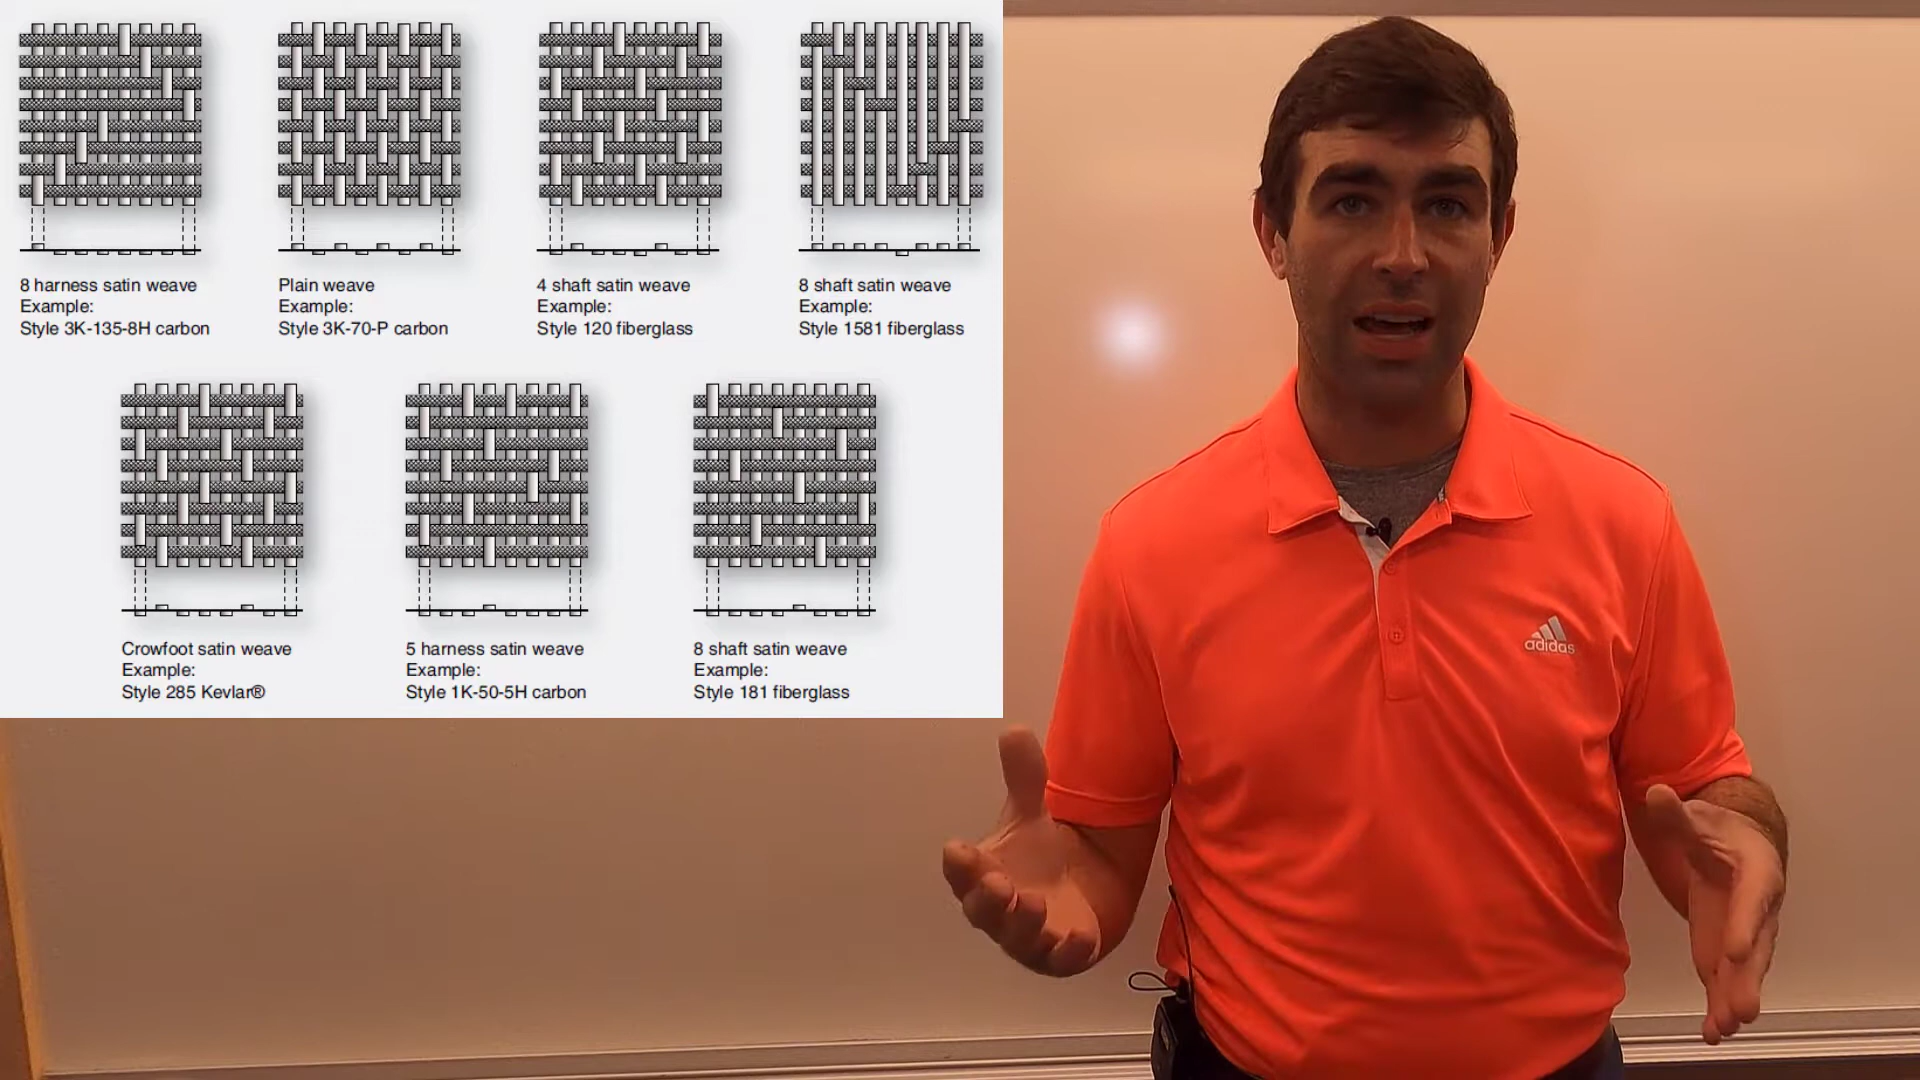 8 harness satin weave
Example:
Style 3K-135-8H carbon
Plain weave
Example:
Style 3K-70-P carbon
4 shaft satin weave
Example:
Style 120 fiberglass
8 shaft satin weave
Example:
Style 1581 fiberglass
Crowfoot satin weave
Example:
Style 285 Kevlar®
5 harness satin weave
Example:
Style 1K-50-5H carbon
8 shaft satin weave
Example:
Style 181 fiberglass
adidas